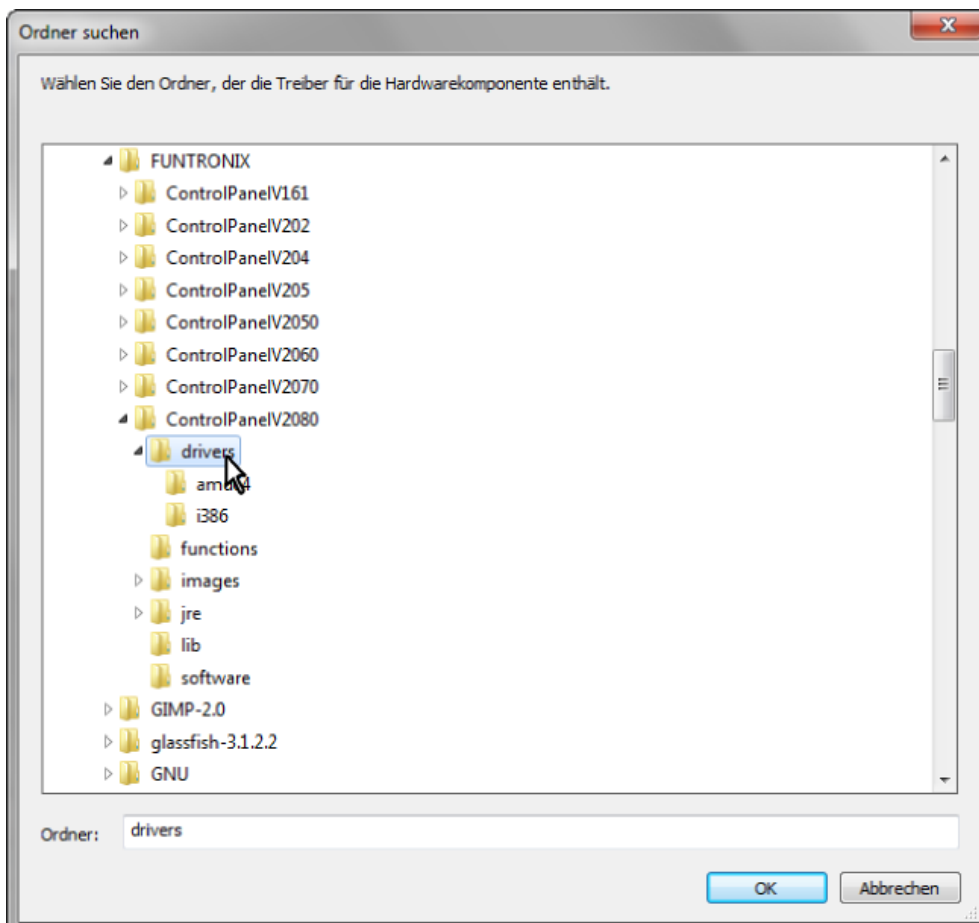 Ordner suchen
Wählen Sie den Ordner, der die Treiber für die Hardwarekomponente enthält.
FUNTRONIX
ControlPanelV161
ControlPanelV202
ControlPanelV204
ControlPanelV205
ControlPanelV2050
ControlPanelV2060
ControlPanelV2070
ControlPanelV2080
drivers
amd64
i386
functions
images
jre
lib
software
GIMP-2.0
glassfish-3.1.2.2
GNU
Ordner: drivers
OK Abbrechen